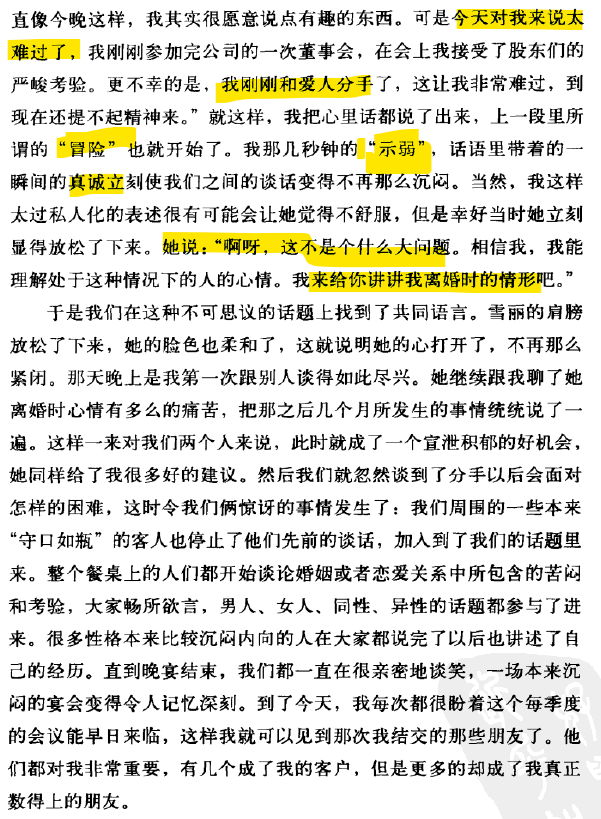 直像今晚这样，我其实很愿意说点有趣的东西。可是今天对我来说太
难过了，我刚刚参加完公司的一次董事会，在会上我接受了股东们的
严峻考验。更不幸的是，我刚刚和爱人分手了，这让我非常难过，到
现在还提不起精神来。”就这样，我把心里话都说了出来，上一段里所
谓的“冒险”也就开始了。我那几秒钟的“示弱”，话语里带着的一
瞬间的真诚立刻使我们之间的谈话变得不再那么沉闷。当然，我这样
太过私人化的表述很有可能会让她觉得不舒服，但是幸好当时她立刻
显得放松了下来。她说：“啊呀，这不是个什么大问题。相信我，我能
理解处于这种情况下的人的心情。我来给你讲讲我离婚时的情形吧。”
于是我们在这种不可思议的话题上找到了共同语言。雪丽的肩膀
放松了下来，她的脸色也柔和了，这就说明她的心打开了，不再那么
紧闭。那天晚上是我第一次跟别人谈得如此尽兴。她继续跟我聊了她
离婚时心情有多么的痛苦，把那之后几个月所发生的事情统统说了一
遍。这样一来对我们两个人来说，此时就成了一个宣泄积郁的好机会，
她同样给了我很多好的建议。然后我们就忽然谈到了分手以后会面对
怎样的困难，这时令我们俩惊讶的事情发生了：我们周围的一些本来
“守口如瓶”的客人也停止了他们先前的谈话，加入到了我们的话题里
来。整个餐桌上的人们都开始谈论婚姻或者恋爱关系中所包含的苦闷
和考验，大家畅所欲言，男人、女人、同性、异性的话题都参与了进
来。很多性格本来比较沉闷内向的人在大家都说完了以后也讲述了自
己的经历。直到晚宴结束，我们都一直在很亲密地谈笑，一场本来沉
闷的宴会变得令人记忆深刻。到了今天，我每次都很盼着这个每季度
的会议能早日来临，这样我就可以见到那次我结交的那些朋友了。他
们都对我非常重要，有几个成了我的客户，但是更多的却成了我真正
数得上的朋友。